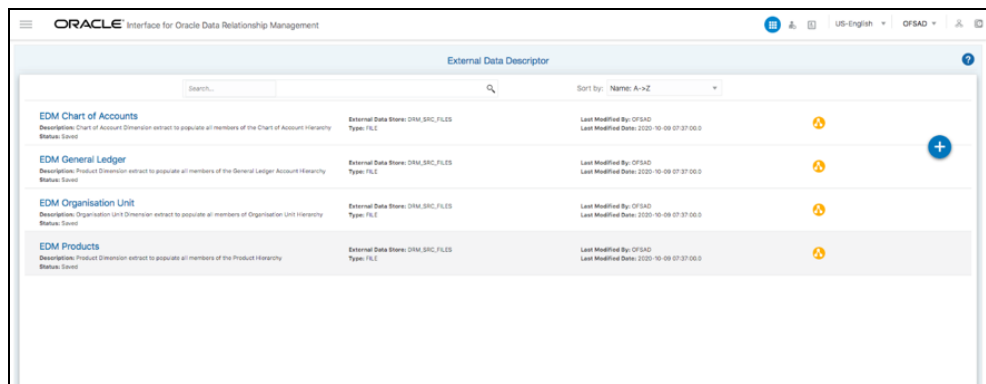 ORACLE® Interface for Oracle Data Relationship Management
US-English
OFSAD
External Data Descriptor
?
Search...
Sort by: Name: A->Z
EDM Chart of Accounts
Description: Chart of Account Dimension extract to populate all members of the Chart of Account Hierarchy
Status: Saved
External Data Store: DRM_SRC_FILES
Type: FILE
Last Modified By: OFSAD
Last Modified Date: 2020-10-09 07:37:00.0
+
EDM General Ledger
Description: Product Dimension extract to populate all members of the General Ledger Account Hierarchy
Status: Saved
External Data Store: DRM_SRC_FILES
Type: FILE
Last Modified By: OFSAD
Last Modified Date: 2020-10-09 07:37:00.0
EDM Organisation Unit
Description: Organisation Unit Dimension extract to populate all members of Organisation Unit Hierarchy
Status: Saved
External Data Store: DRM_SRC_FILES
Type: FILE
Last Modified By: OFSAD
Last Modified Date: 2020-10-09 07:37:00.0
EDM Products
Description: Product Dimension extract to populate all members of the Product Hierarchy
Status: Saved
External Data Store: DRM_SRC_FILES
Type: FILE
Last Modified By: OFSAD
Last Modified Date: 2020-10-09 07:37:00.0